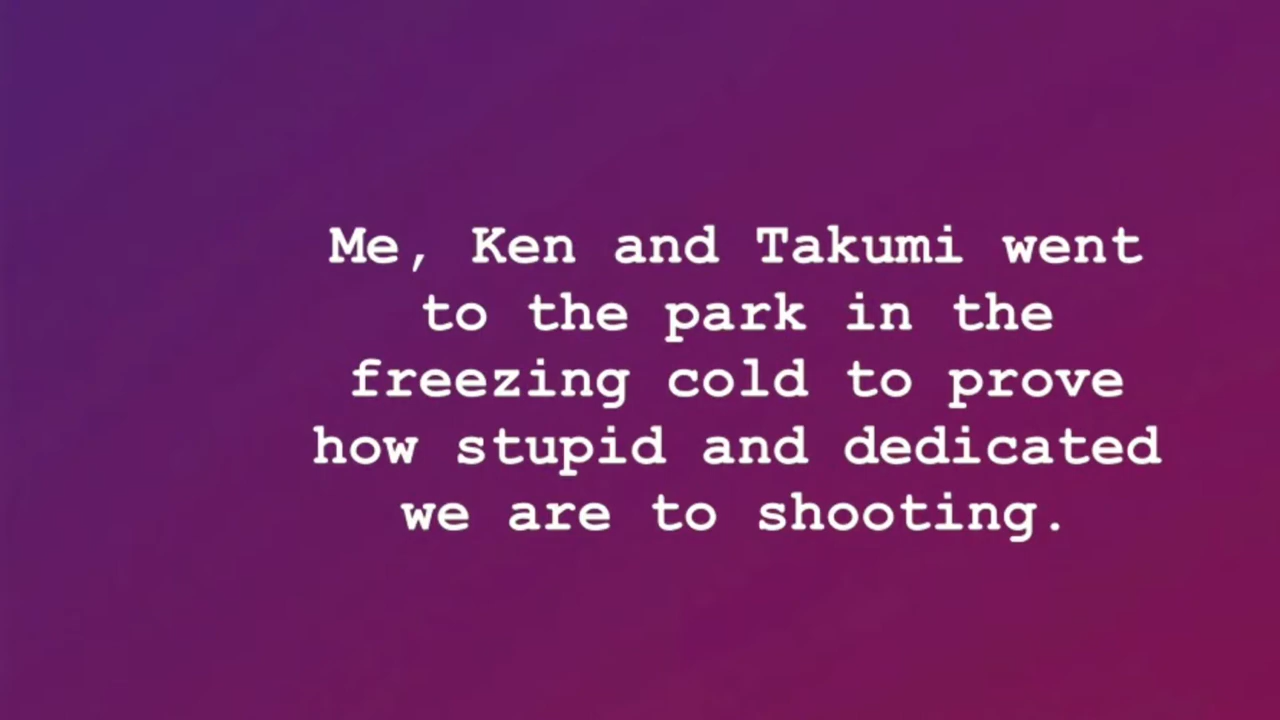 Me, Ken and Takumi went
to the park in the
freezing cold to prove
how stupid and dedicated
we are to shooting.